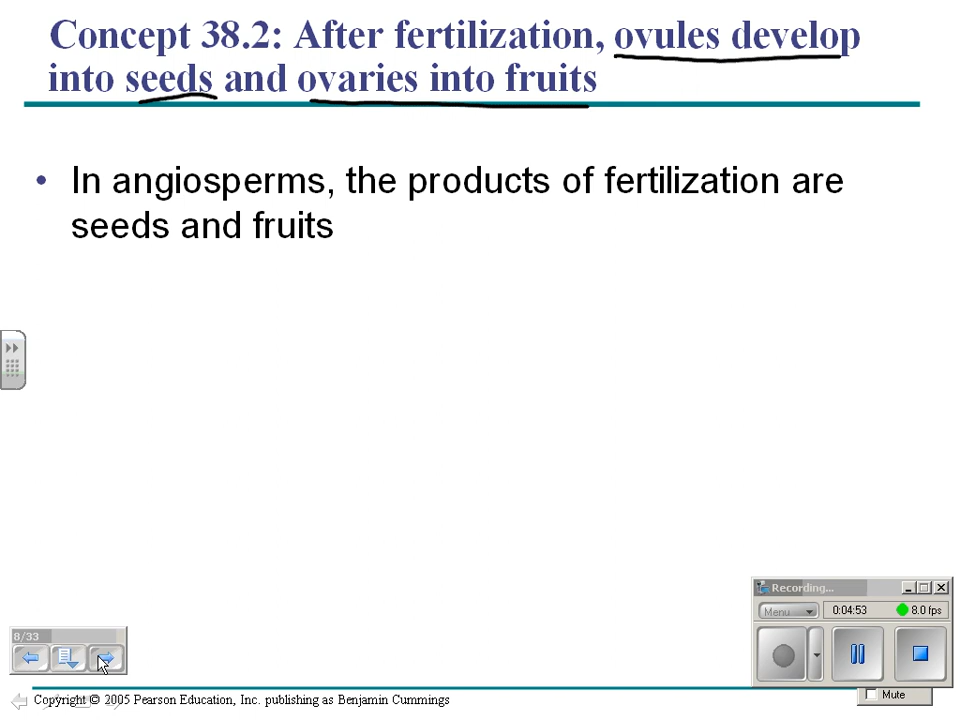 Concept 38.2: After fertilization, ovules develop
into seeds and ovaries into fruits
• In angiosperms, the products of fertilization are
seeds and fruits
Recording...
Menu
0:04:53
8.0 fps
8/33
Mute
Copyright © 2005 Pearson Education, Inc. publishing as Benjamin Cummings